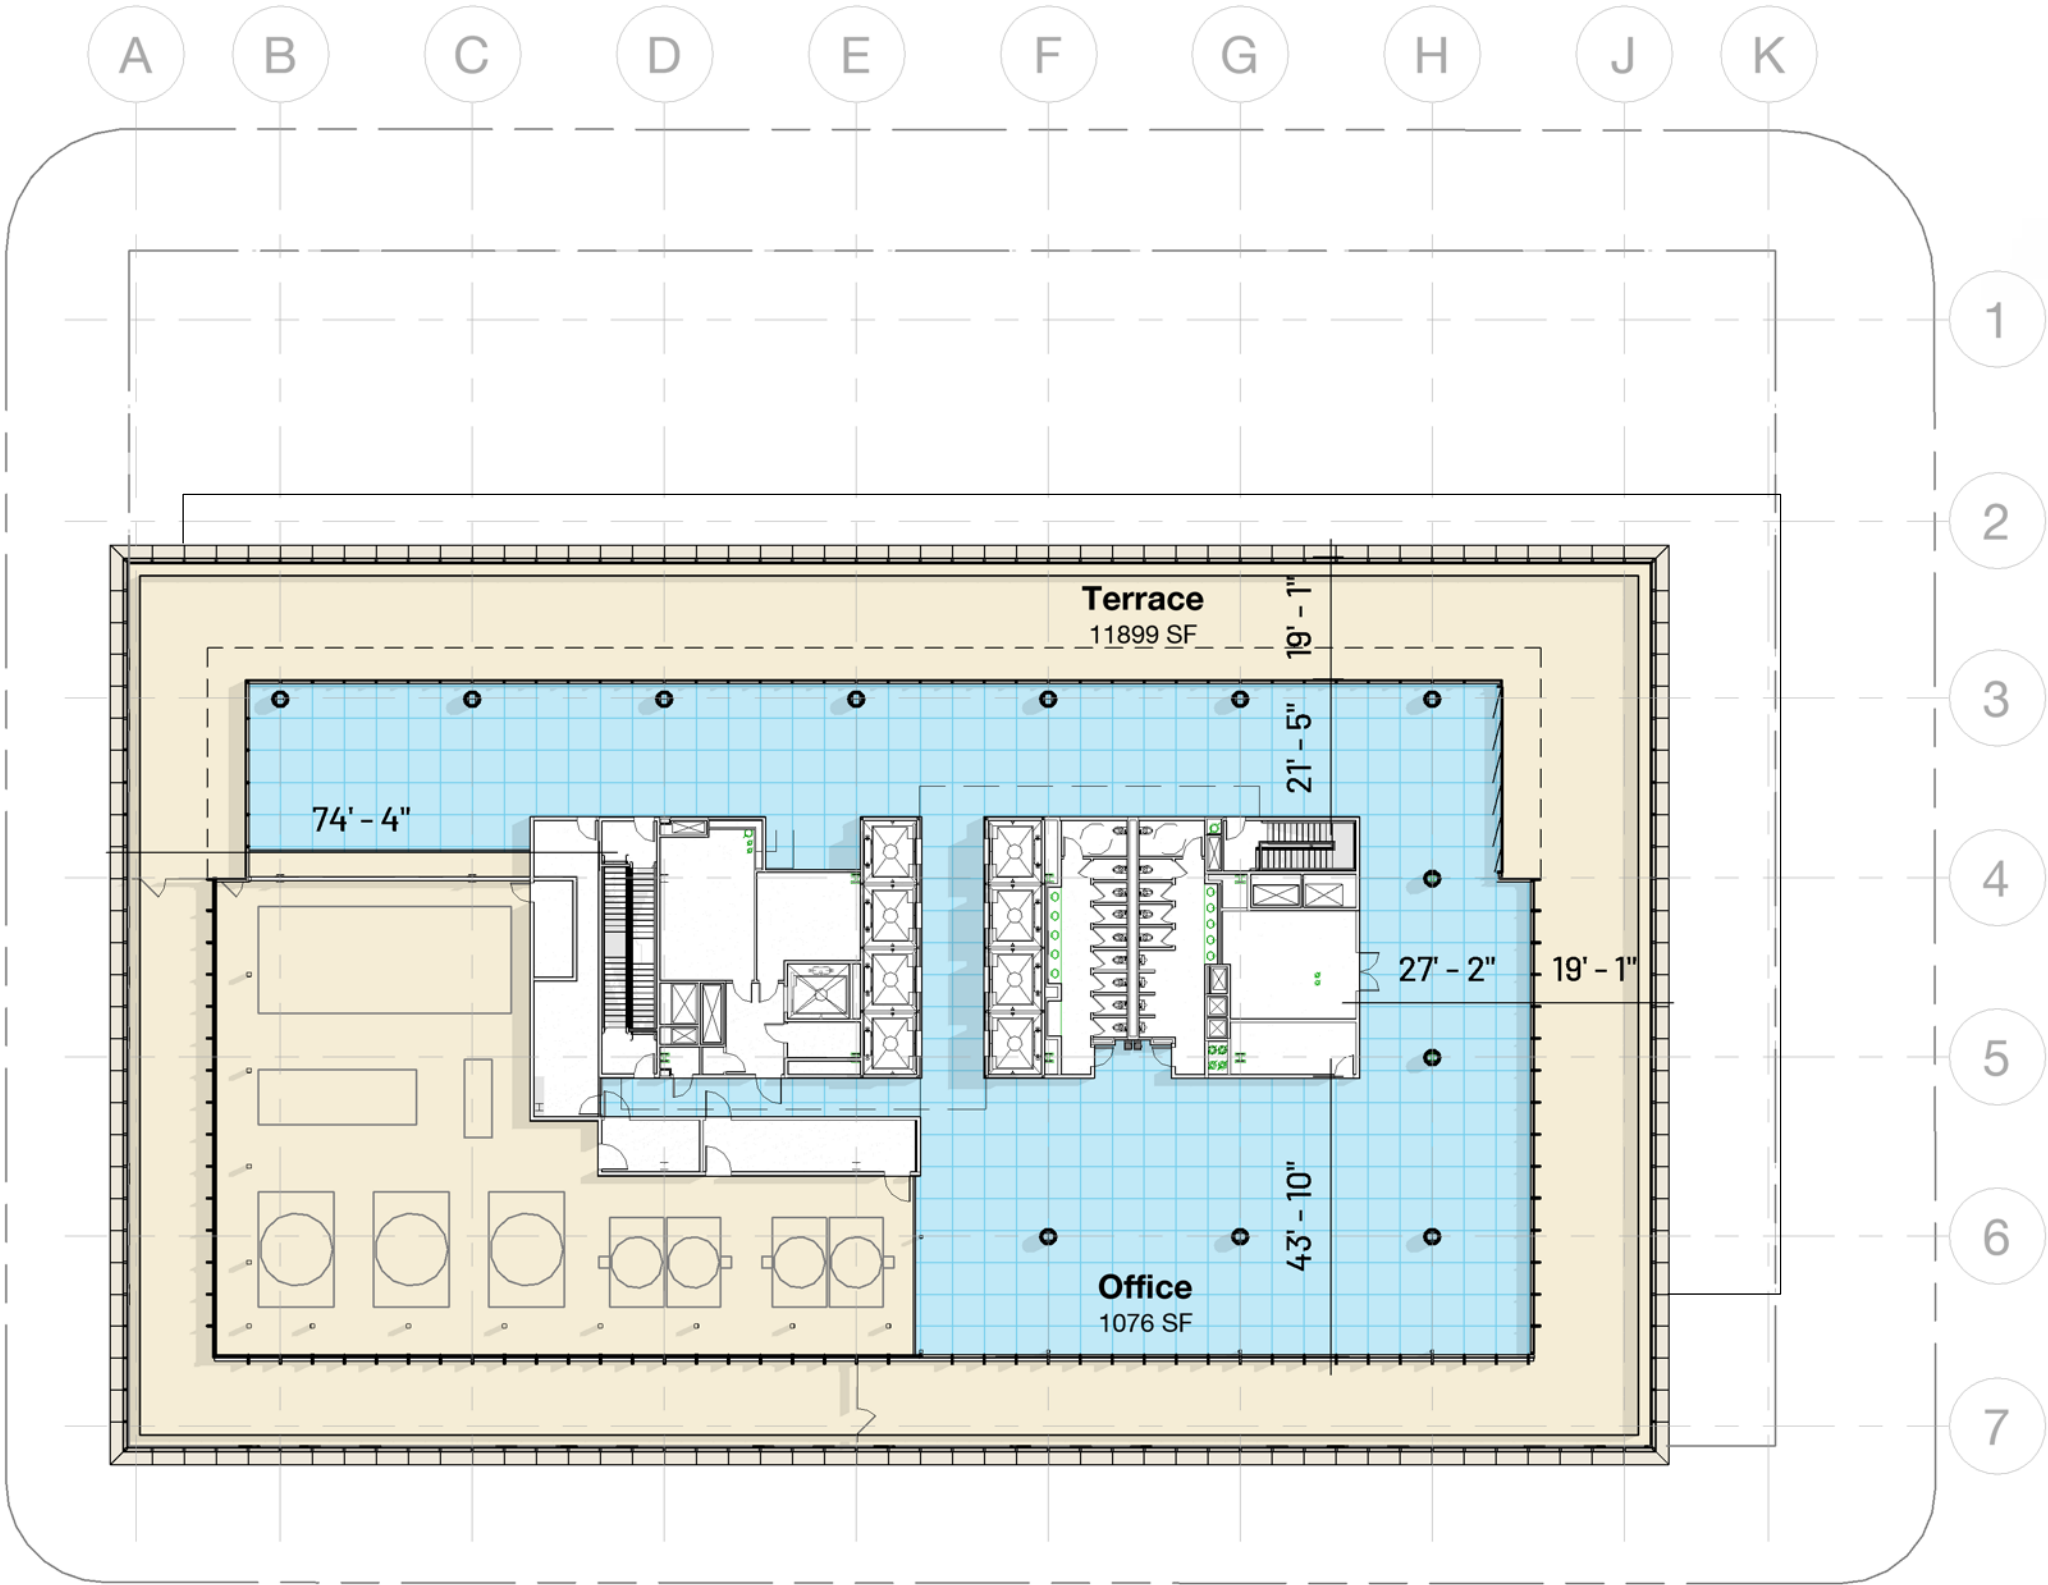 A B C D E F G H J K
1
2
Terrace
11899 SF
19' - 1"
3
21' - 5"
74' - 4"
4
27' - 2"
19' - 1"
5
43' - 10"
6
Office
1076 SF
7